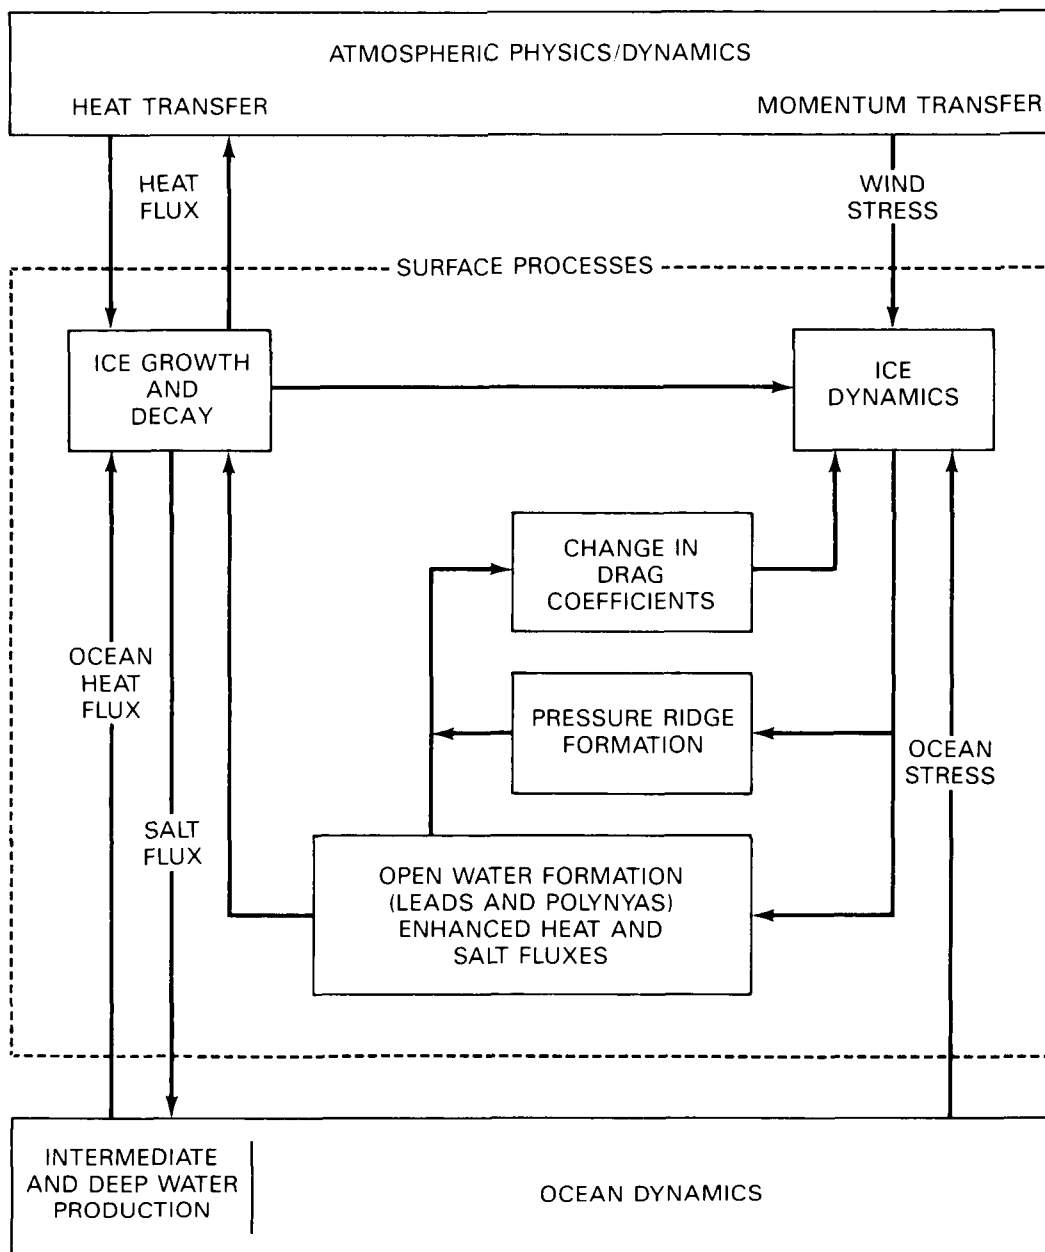 ATMOSPHERIC PHYSICS/DYNAMICS
HEAT TRANSFER
MOMENTUM TRANSFER
HEAT
FLUX
WIND
STRESS
SURFACE PROCESSES
ICE GROWTH
AND
DECAY
ICE
DYNAMICS
CHANGE IN
DRAG
COEFFICIENTS
OCEAN
HEAT
FLUX
PRESSURE RIDGE
FORMATION
OCEAN
STRESS
SALT
FLUX
OPEN WATER FORMATION
(LEADS AND POLYNYAS)
ENHANCED HEAT AND
SALT FLUXES
INTERMEDIATE
AND DEEP WATER
PRODUCTION
OCEAN DYNAMICS